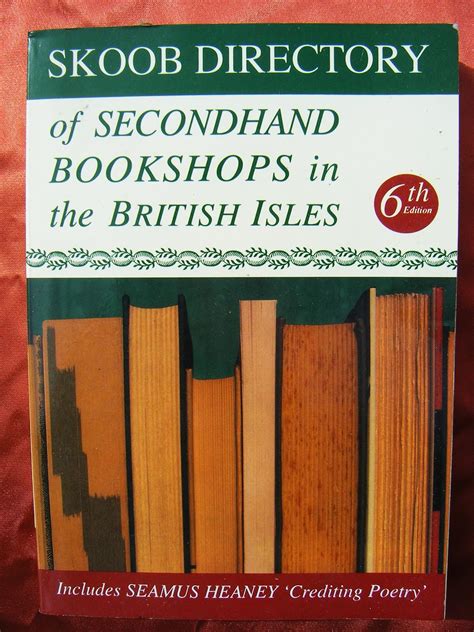 SKOOB DIRECTORY
of SECONDHAND
BOOKSHOPS in
the BRITISH ISLES
6th
Edition
Includes SEAMUS HEANEY ‘Crediting Poetry’